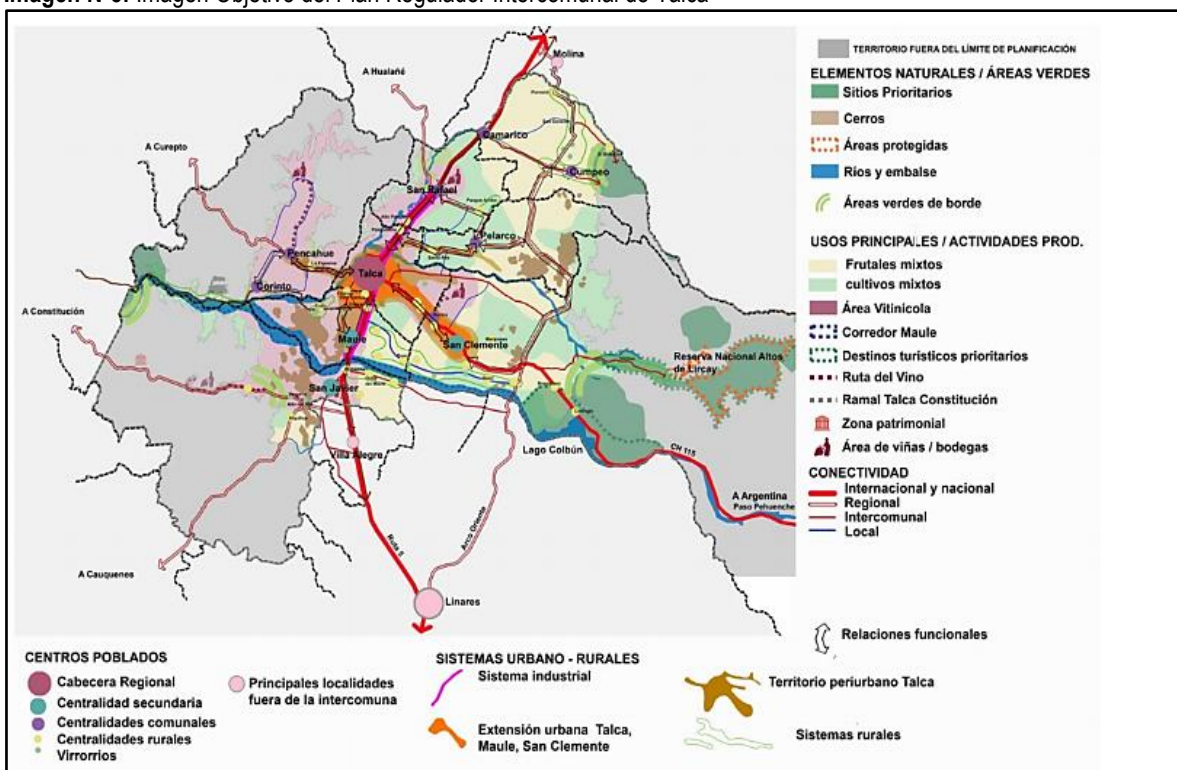 Imagen N°3: Imagen Objetivo del Plan Regulador Intercomunal de Talca
TERRITORIO FUERA DEL LÍMITE DE PLANIFICACIÓN
ELEMENTOS NATURALES / ÁREAS VERDES
Sitios Prioritarios
Cerros
Áreas protegidas
Ríos y embalse
Áreas verdes de borde
USOS PRINCIPALES / ACTIVIDADES PROD.
Frutales mixtos
cultivos mixtos
Área Vitinícola
Corredor Maule
Destinos turísticos prioritarios
Ruta del Vino
Ramal Talca Constitución
Zona patrimonial
Área de viñas / bodegas
CONECTIVIDAD
Internacional y nacional
Regional
Intercomunal
Local
Relaciones funcionales
Molina
A Hualañé
Camarico
A Curepto
Cumpeo
San Rafael
Pelarco
Pencahue
Talca
Corinto
A Constitución
Maule
San Clemente
Reserva Nacional Altos
de Lircay
San Javier
Villa Alegre
Lago Colbún
CH 115
A Argentina
Paso Pehuenche
Arco Oriente
Ruta 5
A Cauquenes
Linares
CENTROS POBLADOS
Cabecera Regional
Centralidad secundaria
Centralidades comunales
Centralidades rurales
Virrorrios
Principales localidades
fuera de la intercomuna
SISTEMAS URBANO - RURALES
Sistema industrial
Extensión urbana Talca,
Maule, San Clemente
Territorio periurbano Talca
Sistemas rurales